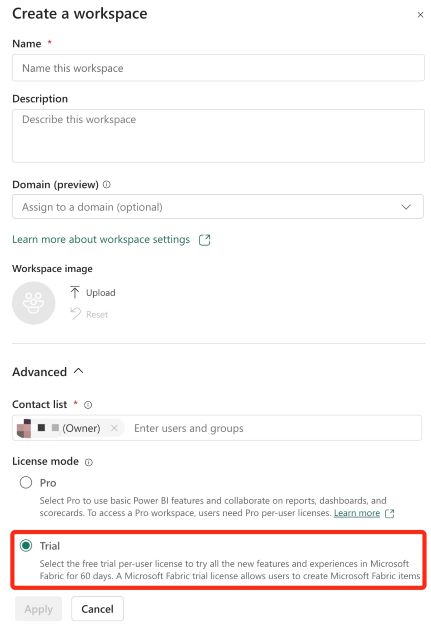 Create a workspace
Name *
Name this workspace
Description
Describe this workspace
Domain (preview)
Assign to a domain (optional)
Learn more about workspace settings
Workspace image
Upload
Reset
Advanced
Contact list *
(Owner) Enter users and groups
License mode
Pro
Select Pro to use basic Power BI features and collaborate on reports, dashboards, and
scorecards. To access a Pro workspace, users need Pro per-user licenses. Learn more
Trial
Select the free trial per-user license to try all the new features and experiences in Microsoft
Fabric for 60 days. A Microsoft Fabric trial license allows users to create Microsoft Fabric items
Apply Cancel